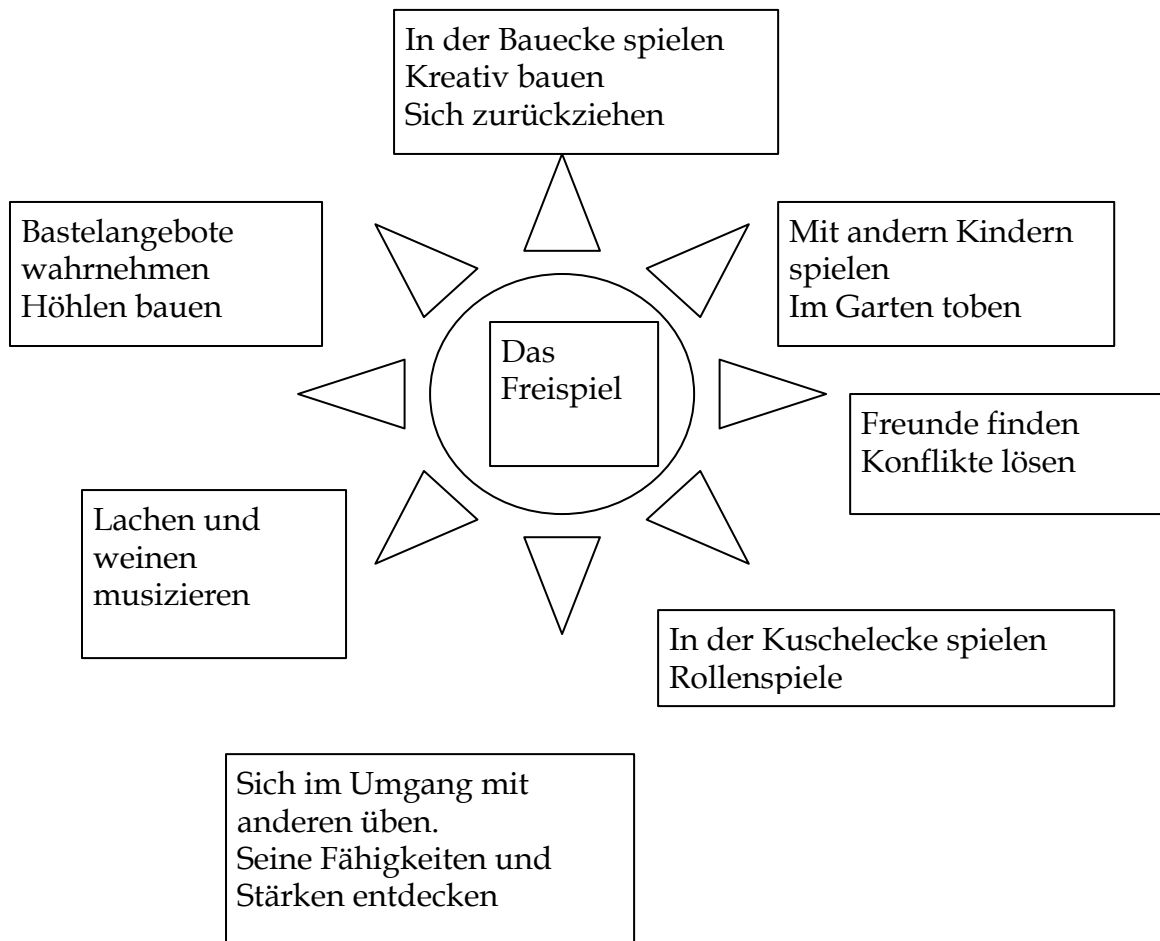 In der Bauecke spielen
Kreativ bauen
Sich zurückziehen
Bastelangebote
wahrnehmen
Höhlen bauen
Mit andern Kindern
spielen
Im Garten toben
Das
Freispiel
Freunde finden
Konflikte lösen
Lachen und
weinen
musizieren
In der Kuschelecke spielen
Rollenspiele
Sich im Umgang mit
anderen üben.
Seine Fähigkeiten und
Stärken entdecken